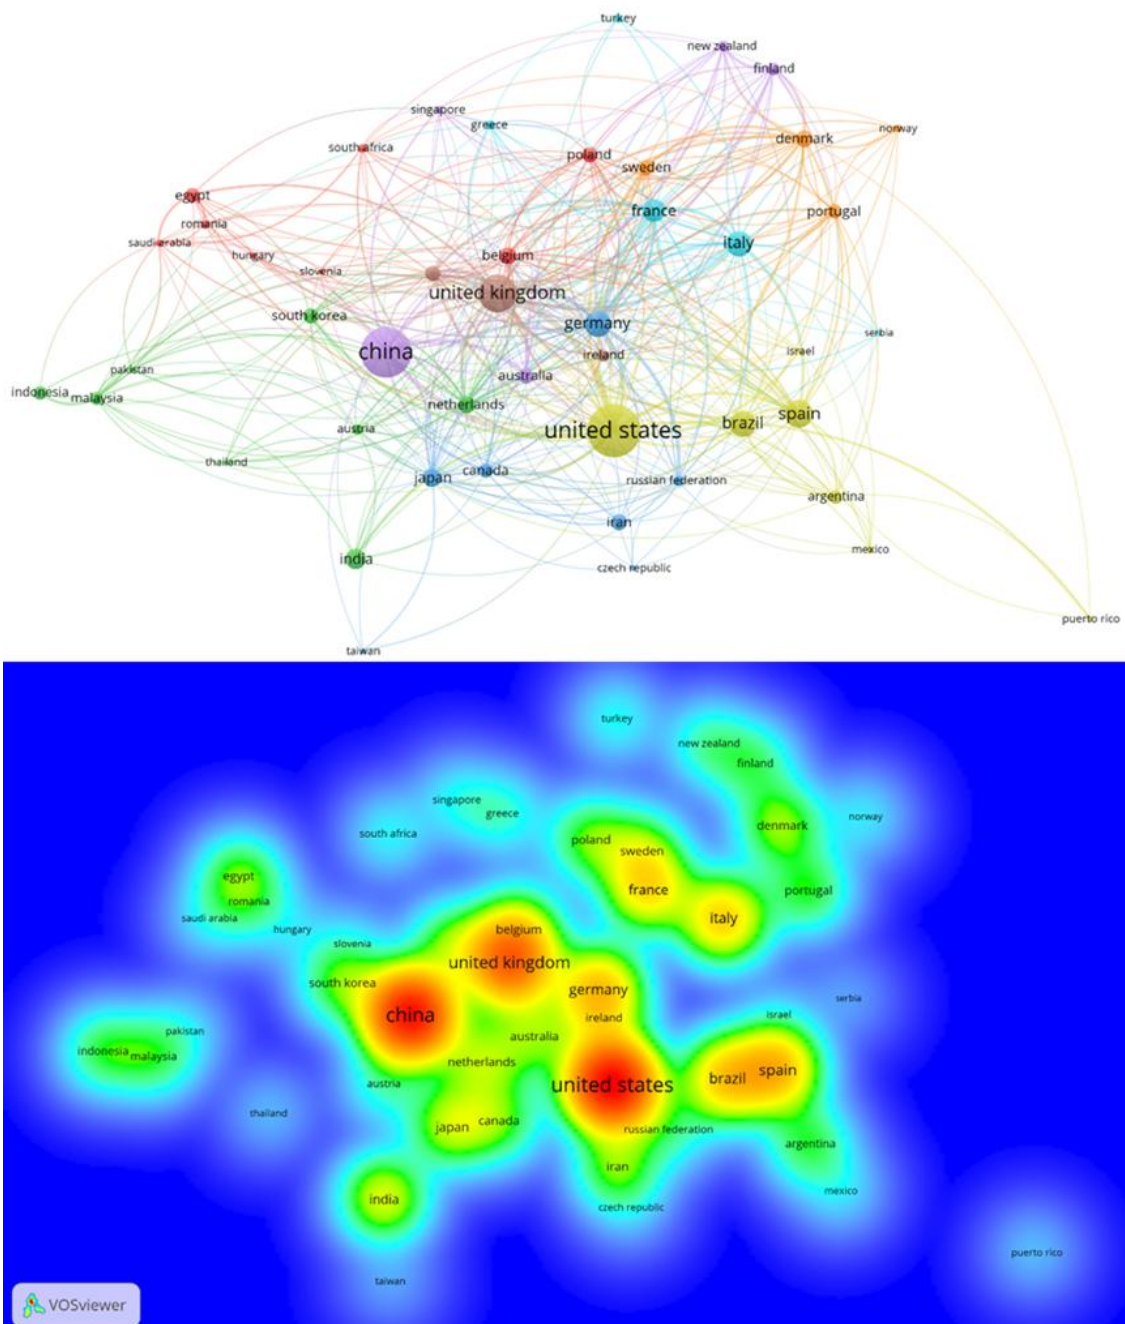 turkey
new zealand
finland
singapore
greece
norway
denmark
south africa
poland
sweden
egypt
france
portugal
romania
saudi arabia
italy
hungary
belgium
slovenia
united kingdom
south korea
germany
serbia
china
ireland
israel
pakistan
australia
indonesia
malaysia
netherlands
spain
brazil
austria
united states
thailand
canada
japan
russian federation
argentina
iran
mexico
india
czech republic
puerto rico
taiwan
turkey
new zealand
finland
singapore
greece
norway
south africa
denmark
poland
sweden
egypt
france
portugal
romania
saudi arabia
italy
hungary
belgium
slovenia
united kingdom
south korea
germany
serbia
china
ireland
israel
pakistan
australia
indonesia
malaysia
netherlands
spain
brazil
austria
united states
thailand
canada
japan
russian federation
argentina
iran
mexico
india
czech republic
puerto rico
taiwan
VOSviewer